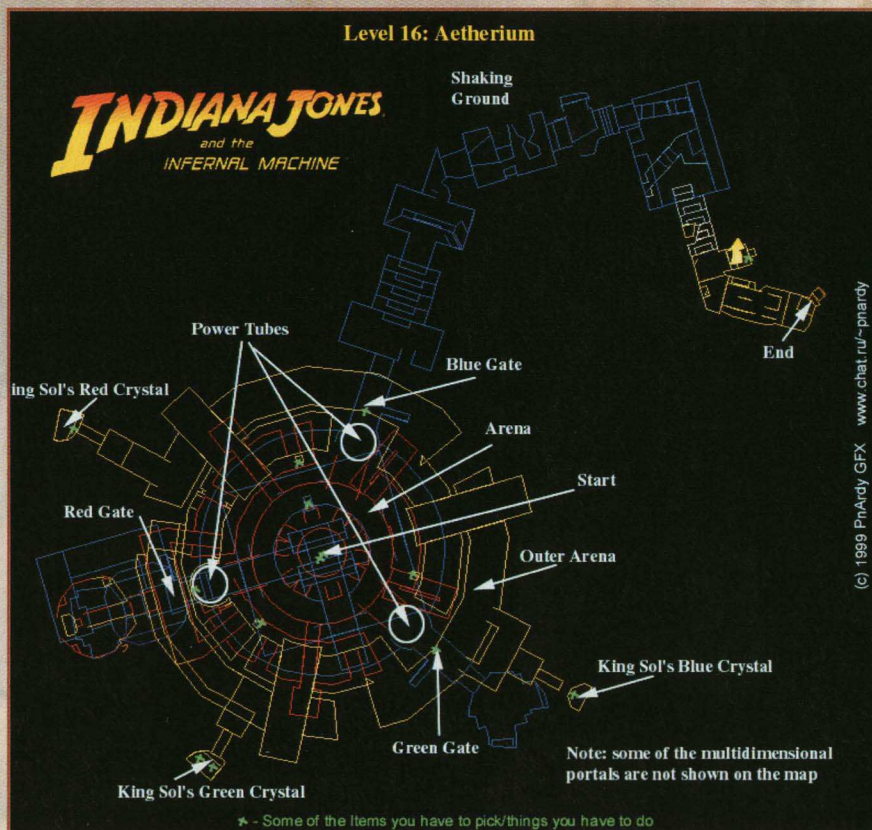 Level 16: Aetherium
INDIANA JONES
and the
INFERNAL MACHINE
Shaking
Ground
Power Tubes
End
Blue Gate
ing Sol's Red Crystal
Arena
Start
Red Gate
Outer Arena
King Sol's Blue Crystal
Green Gate
Note: some of the multidimensional
portals are not shown on the map
King Sol's Green Crystal
* - Some of the Items you have to pick/things you have to do
(c) 1999 PnArdy GFX www.chat.ru/~pnardy